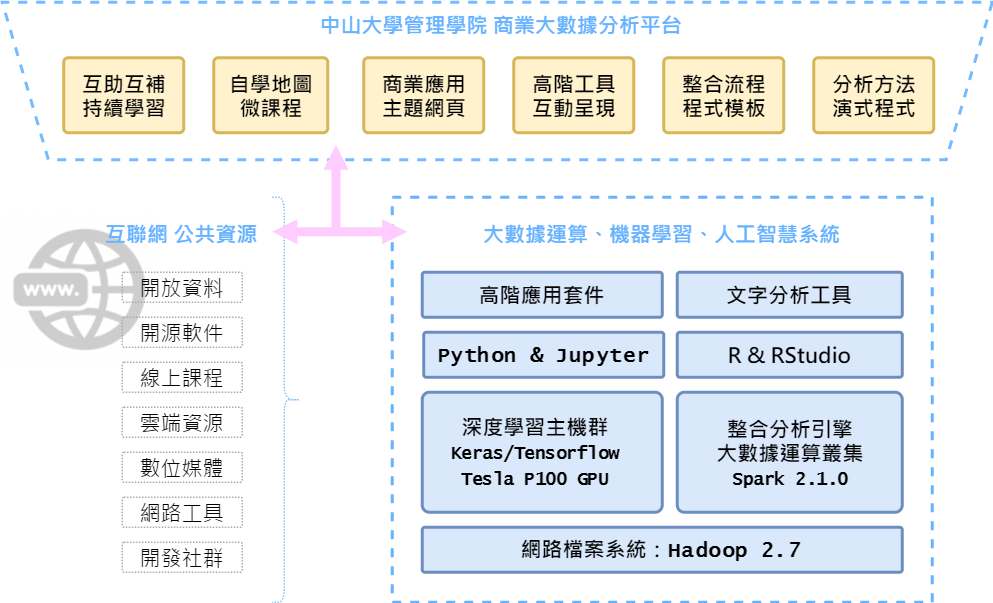 中山大學管理學院 商業大數據分析平台
互助互補
持續學習
自學地圖
微課程
商業應用
主題網頁
高階工具
互動呈現
整合流程
程式模板
分析方法
演式程式
互聯網 公共資源
www.
開放資料
開源軟件
線上課程
雲端資源
數位媒體
網路工具
開發社群
大數據運算、機器學習、人工智慧系統
高階應用套件
文字分析工具
Python & Jupyter
R & RStudio
深度學習主機群
Keras/Tensorflow
Tesla P100 GPU
整合分析引擎
大數據運算叢集
Spark 2.1.0
網路檔案系統：Hadoop 2.7